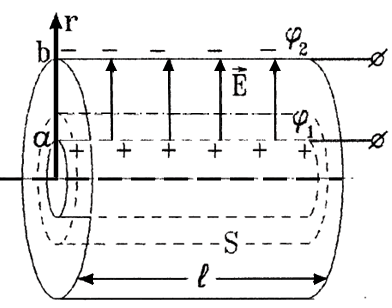 r
b − − − − − φ₂
E⃗
a φ₁
+ + + + + +
S
ℓ